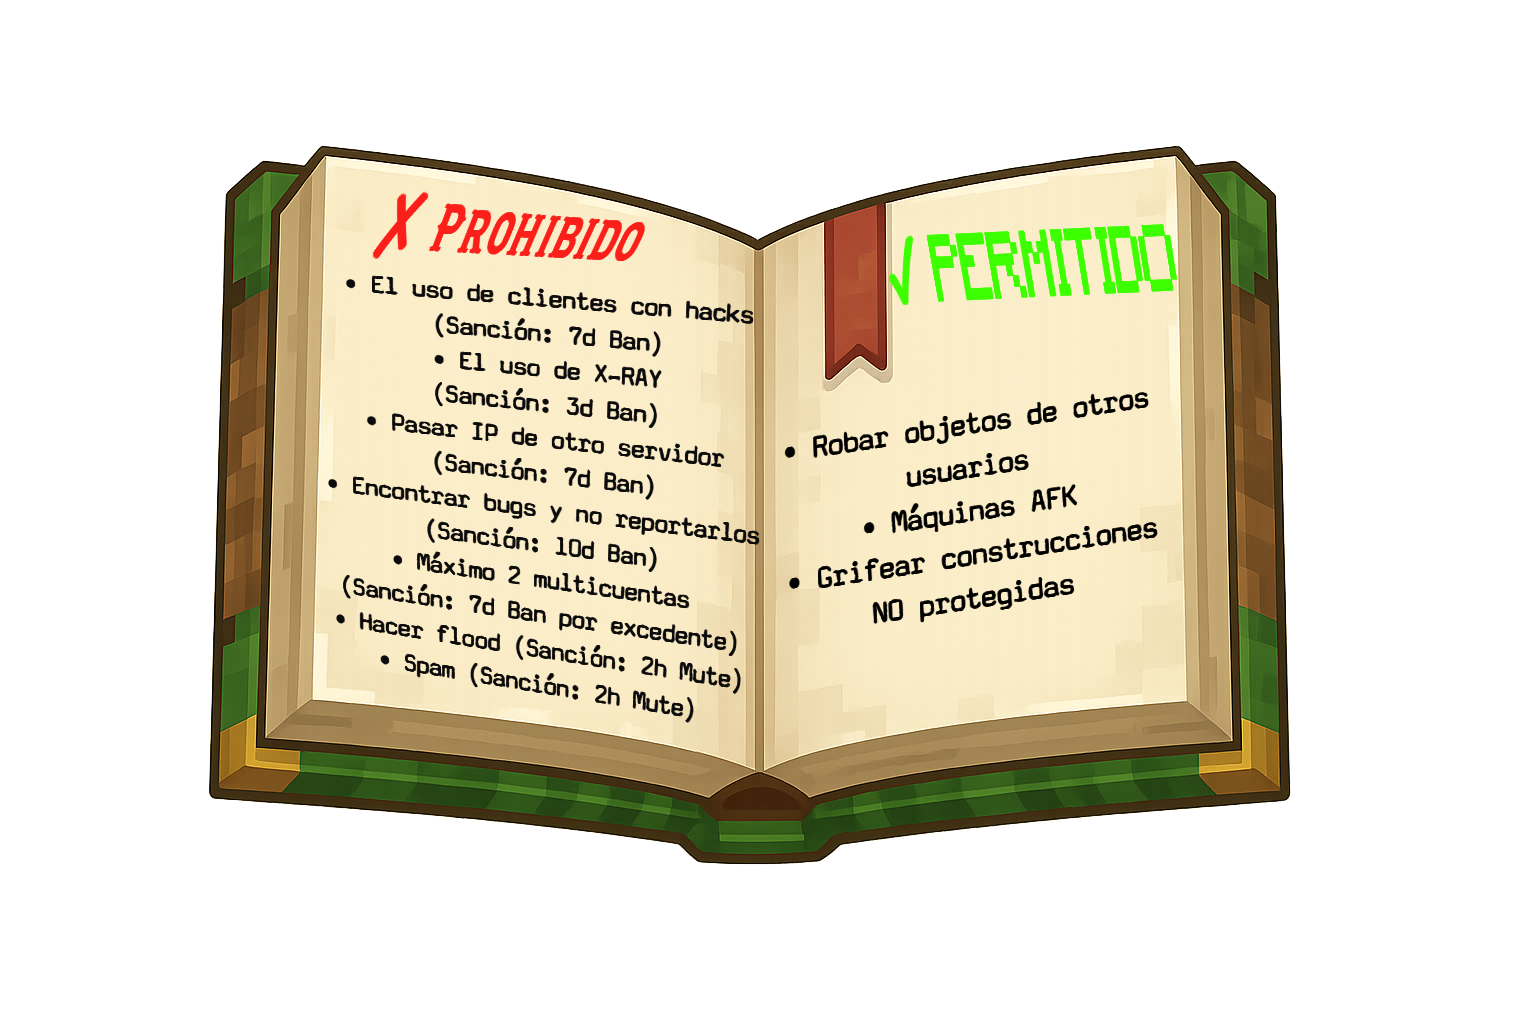 X PROHIBIDO
• El uso de clientes con hacks
(Sanción: 7d Ban)
• El uso de X-RAY
(Sanción: 3d Ban)
• Pasar IP de otro servidor
(Sanción: 7d Ban)
• Encontrar bugs y no reportarlos
(Sanción: 10d Ban)
• Máximo 2 multicuentas
(Sanción: 7d Ban por excedente)
• Hacer flood (Sanción: 2h Mute)
• Spam (Sanción: 2h Mute)
√ PERMITIDO
• Robar objetos de otros
usuarios
• Máquinas AFK
• Grifear construcciones
NO protegidas